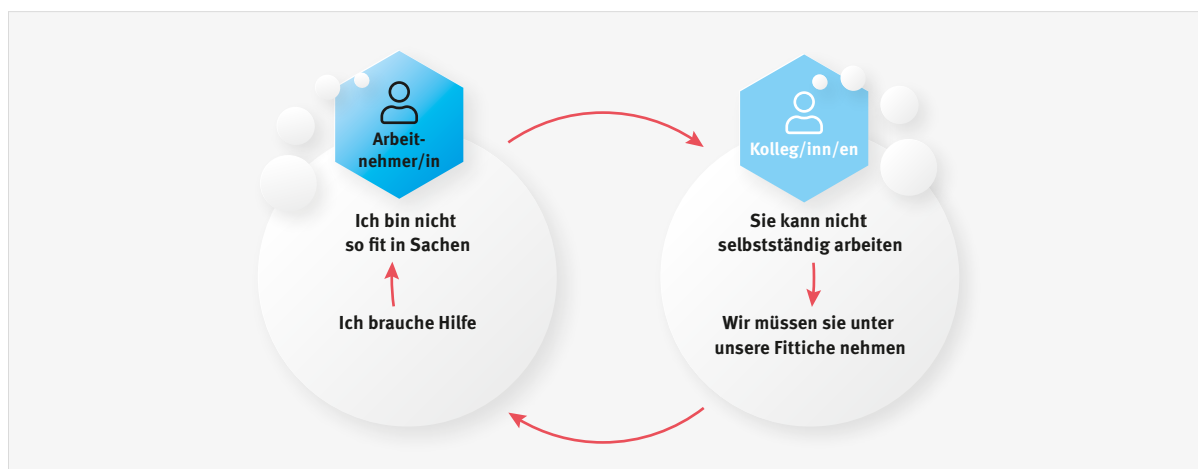 Arbeit-
nehmer/in
Ich bin nicht
so fit in Sachen
Ich brauche Hilfe
Kolleg/inn/en
Sie kann nicht
selbstständig arbeiten
Wir müssen sie unter
unsere Fittiche nehmen